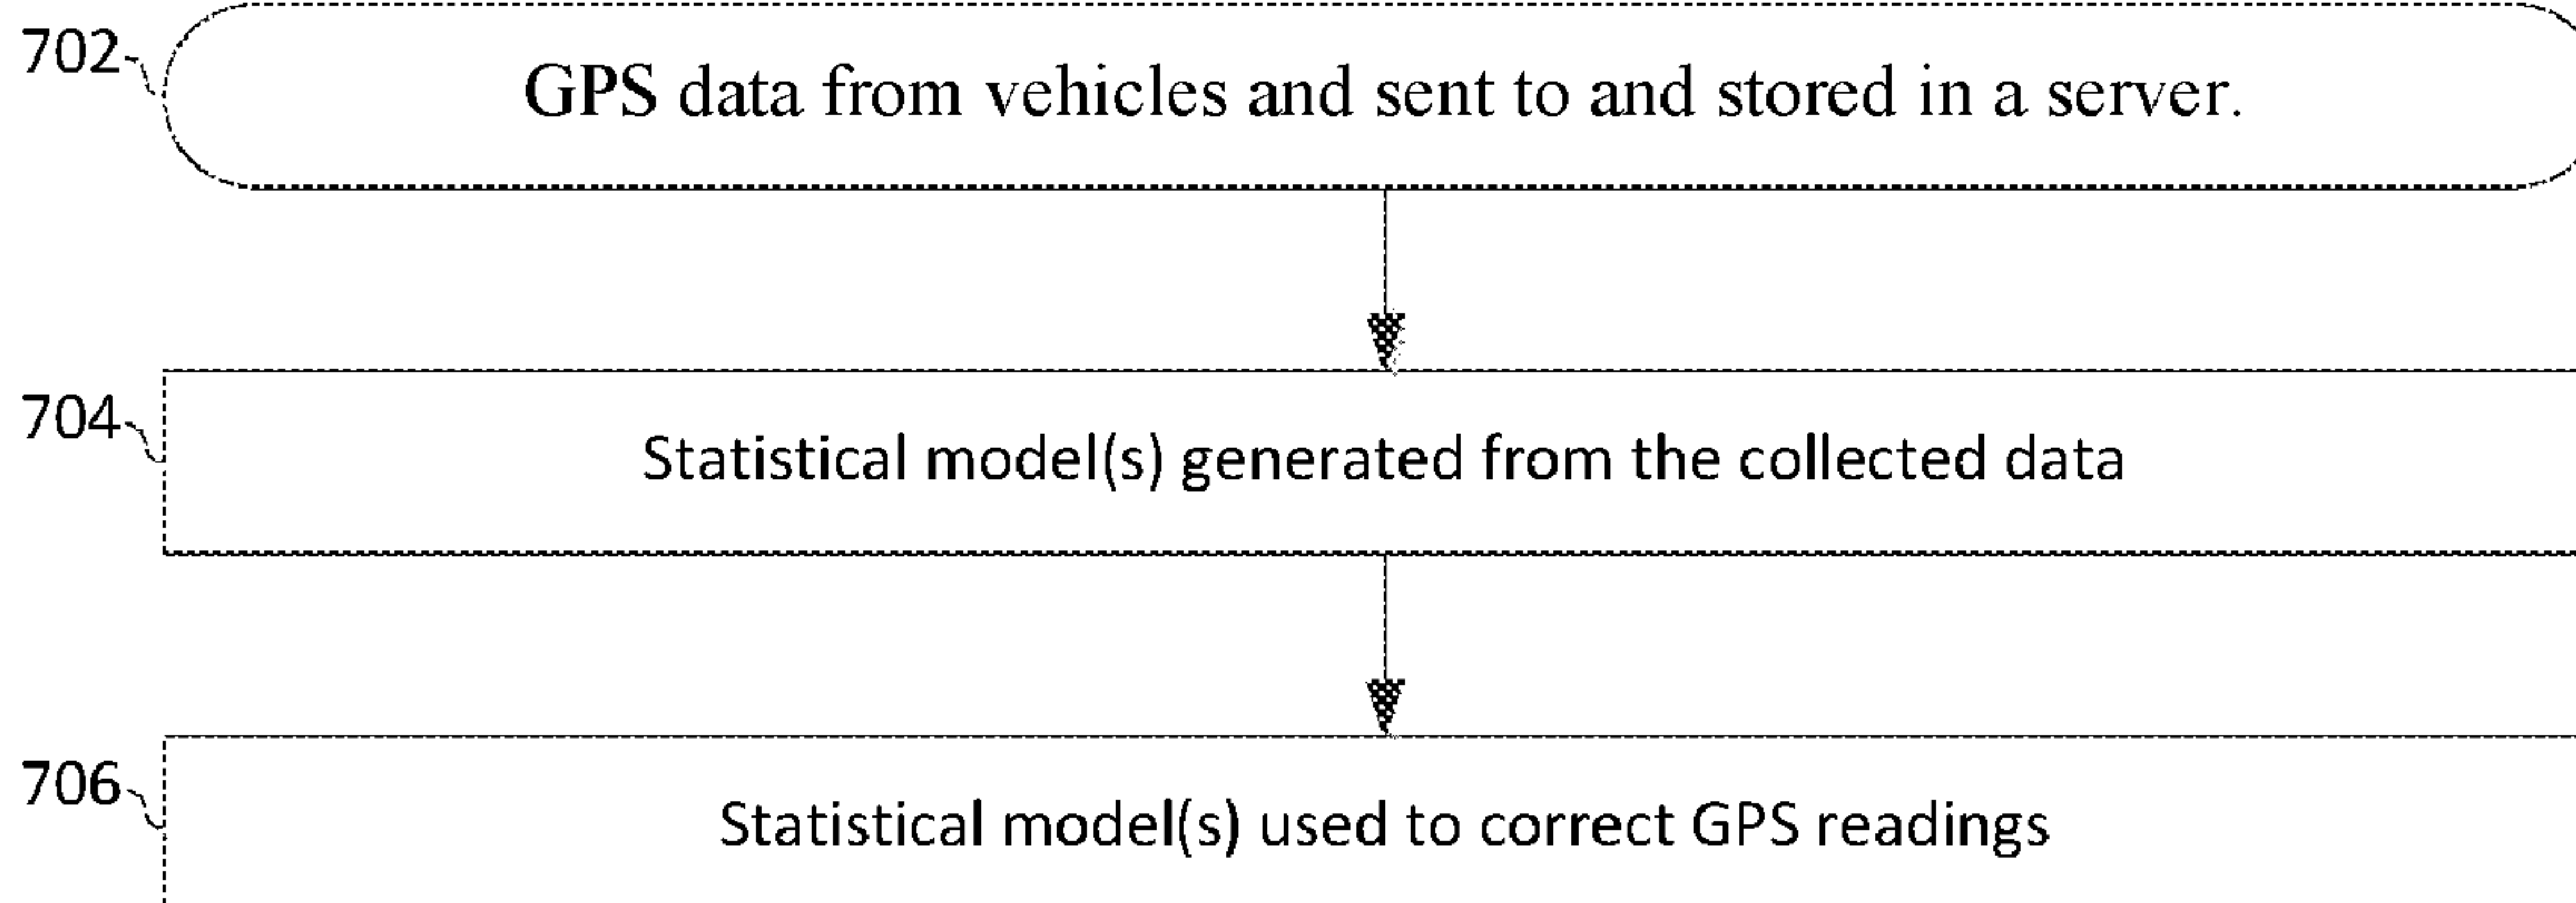 702
GPS data from vehicles and sent to and stored in a server.
704
Statistical model(s) generated from the collected data
706
Statistical model(s) used to correct GPS readings